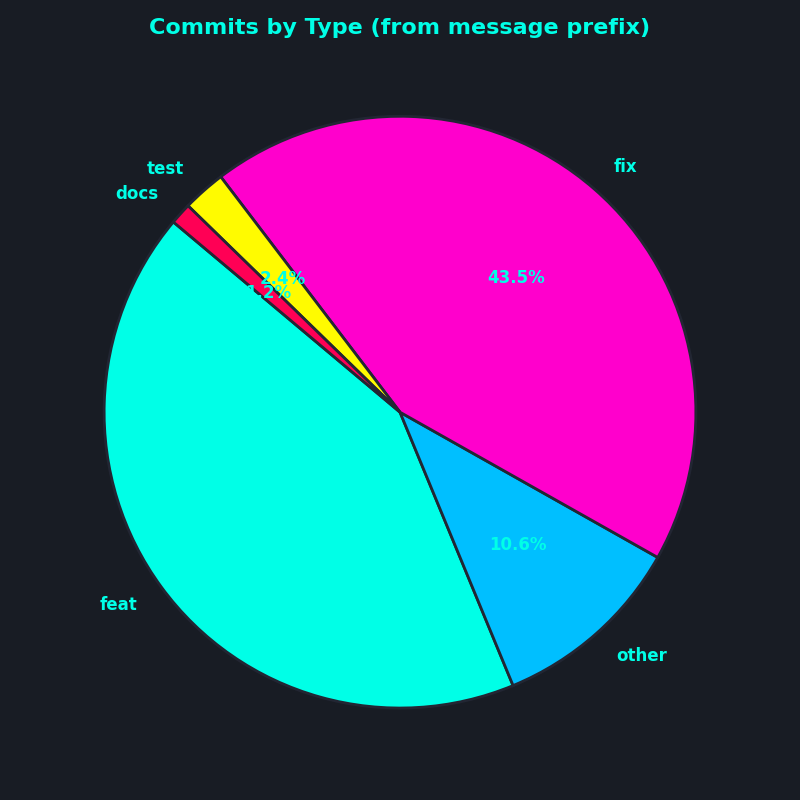 Commits by Type (from message prefix)
fix
test
docs
43.5%
2.4%
1.2%
10.6%
feat
other